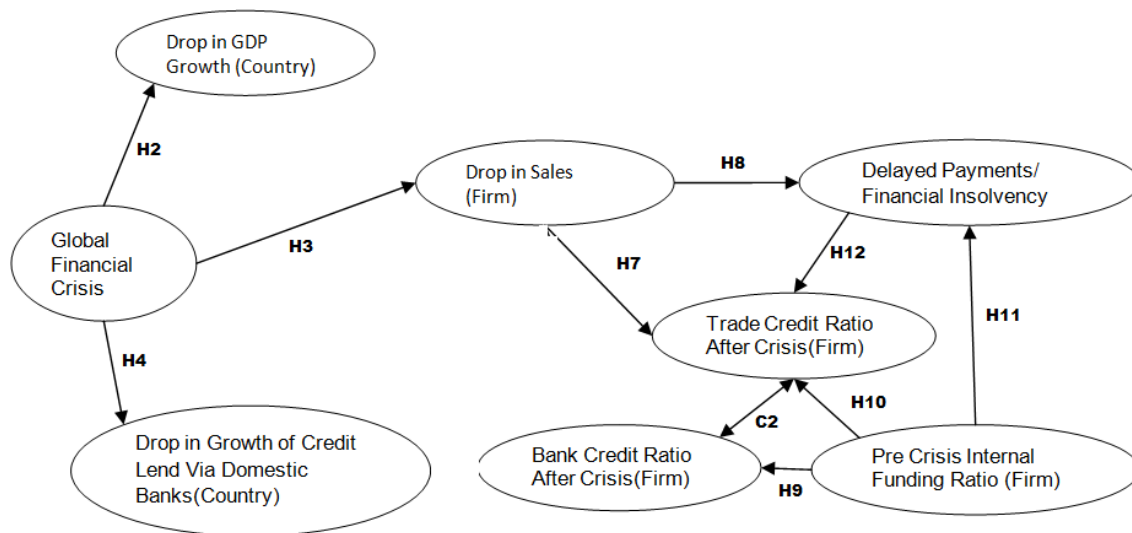 Drop in GDP
Growth (Country)
H2
Drop in Sales
(Firm)
H8
Delayed Payments/
Financial Insolvency
Global
Financial
Crisis
H3
H7
H12
H11
Trade Credit Ratio
After Crisis(Firm)
H4
H10
C2
Drop in Growth of Credit
Lend Via Domestic
Banks(Country)
Bank Credit Ratio
After Crisis(Firm)
H9
Pre Crisis Internal
Funding Ratio (Firm)